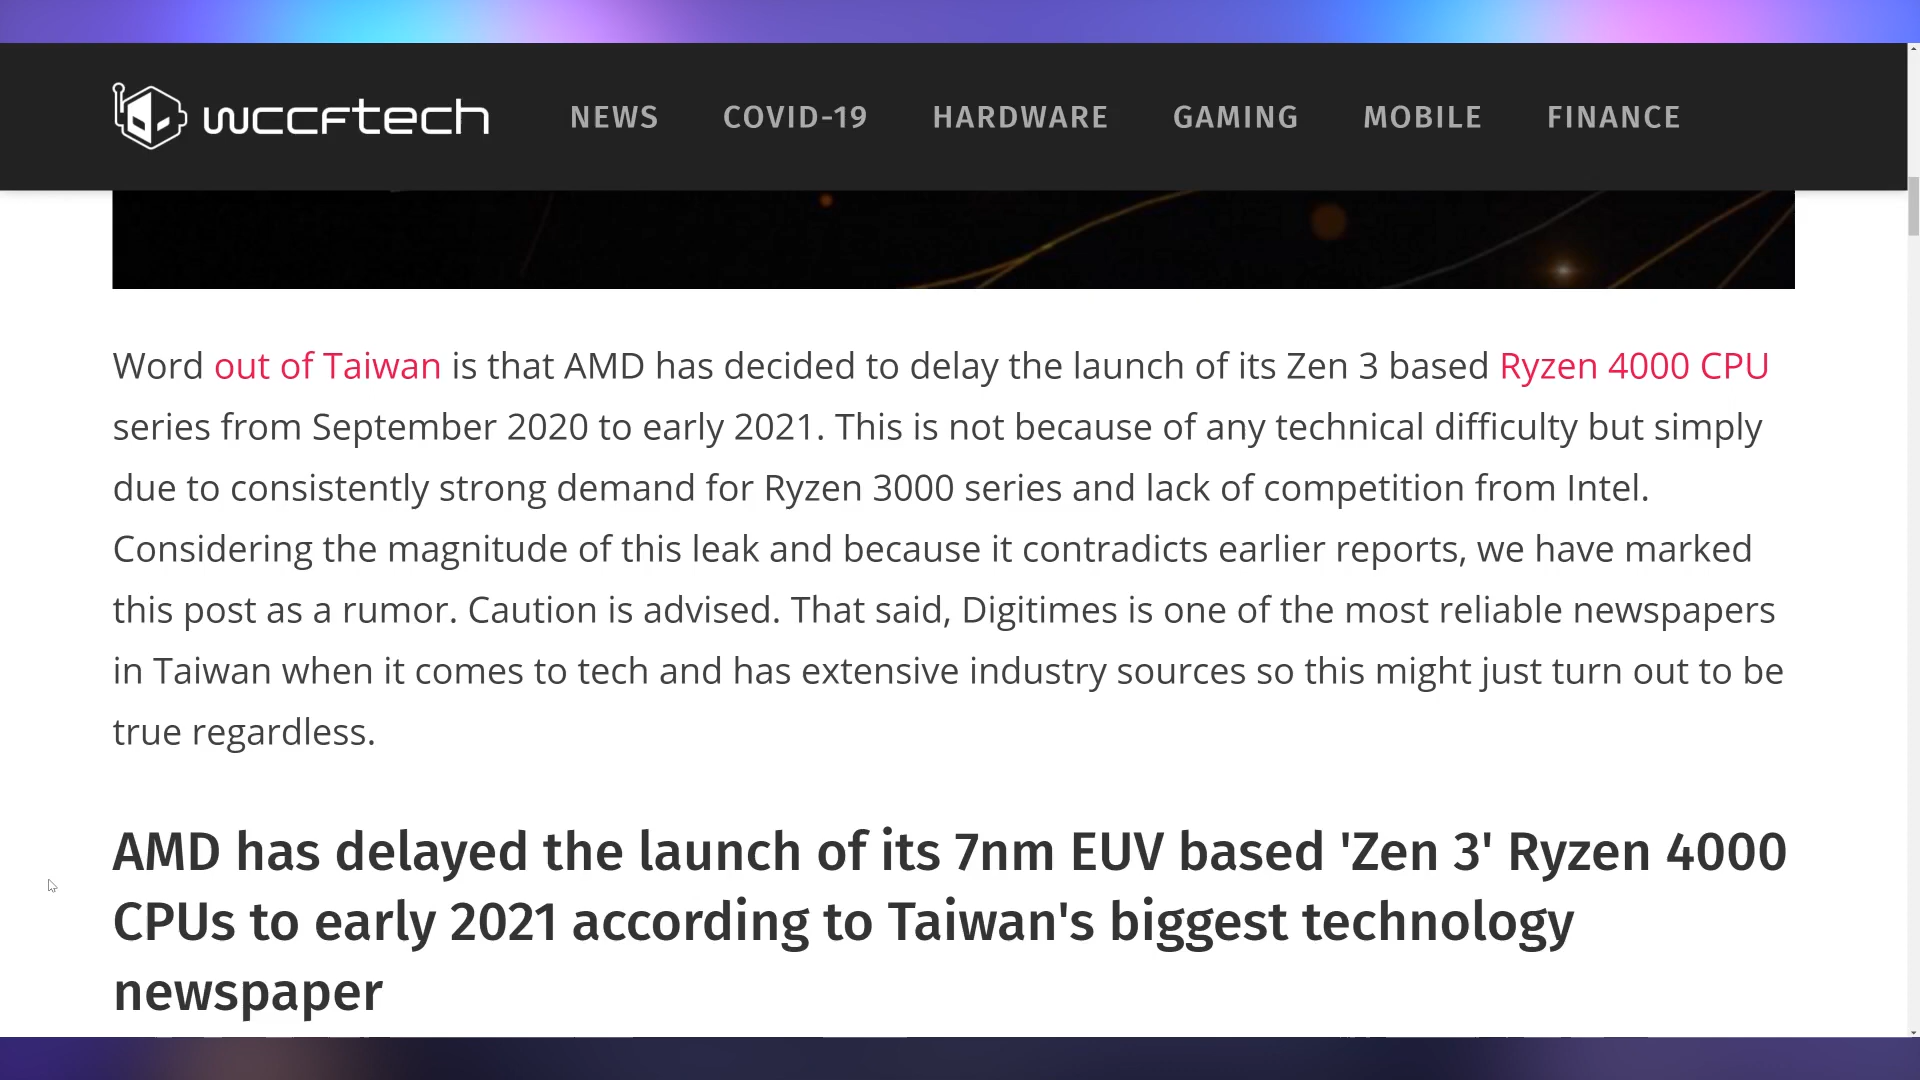 wccftech NEWS COVID-19 HARDWARE GAMING MOBILE FINANCE
Word out of Taiwan is that AMD has decided to delay the launch of its Zen 3 based Ryzen 4000 CPU
series from September 2020 to early 2021. This is not because of any technical difficulty but simply
due to consistently strong demand for Ryzen 3000 series and lack of competition from Intel.
Considering the magnitude of this leak and because it contradicts earlier reports, we have marked
this post as a rumor. Caution is advised. That said, Digitimes is one of the most reliable newspapers
in Taiwan when it comes to tech and has extensive industry sources so this might just turn out to be
true regardless.
AMD has delayed the launch of its 7nm EUV based 'Zen 3' Ryzen 4000
CPUs to early 2021 according to Taiwan's biggest technology
newspaper